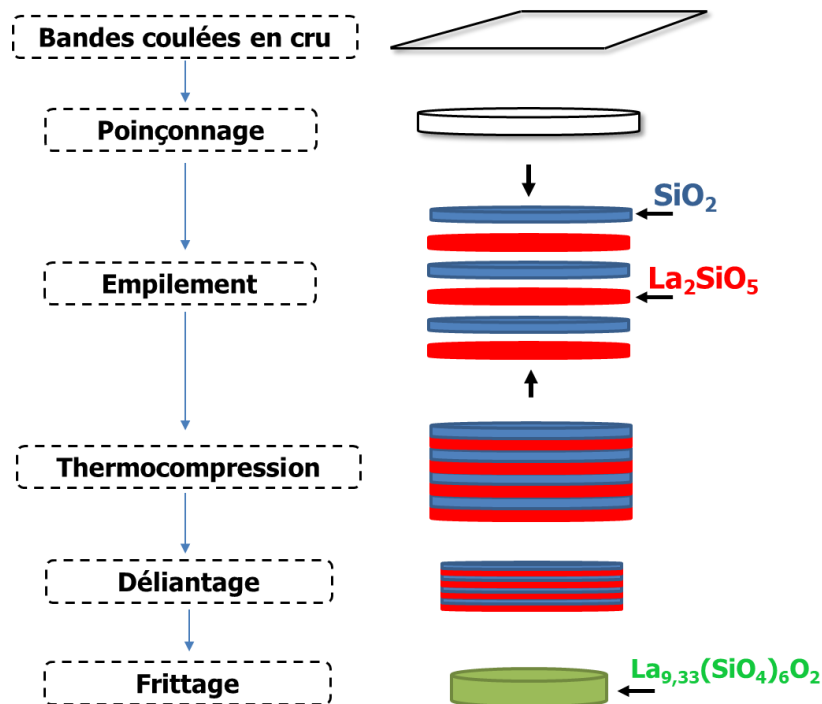 Bandes coulées en cru
Poinçonnage
SiO₂
Empilement
La₂SiO₅
Thermocompression
Déliantage
Frittage
La₉,₃₃(SiO₄)₆O₂